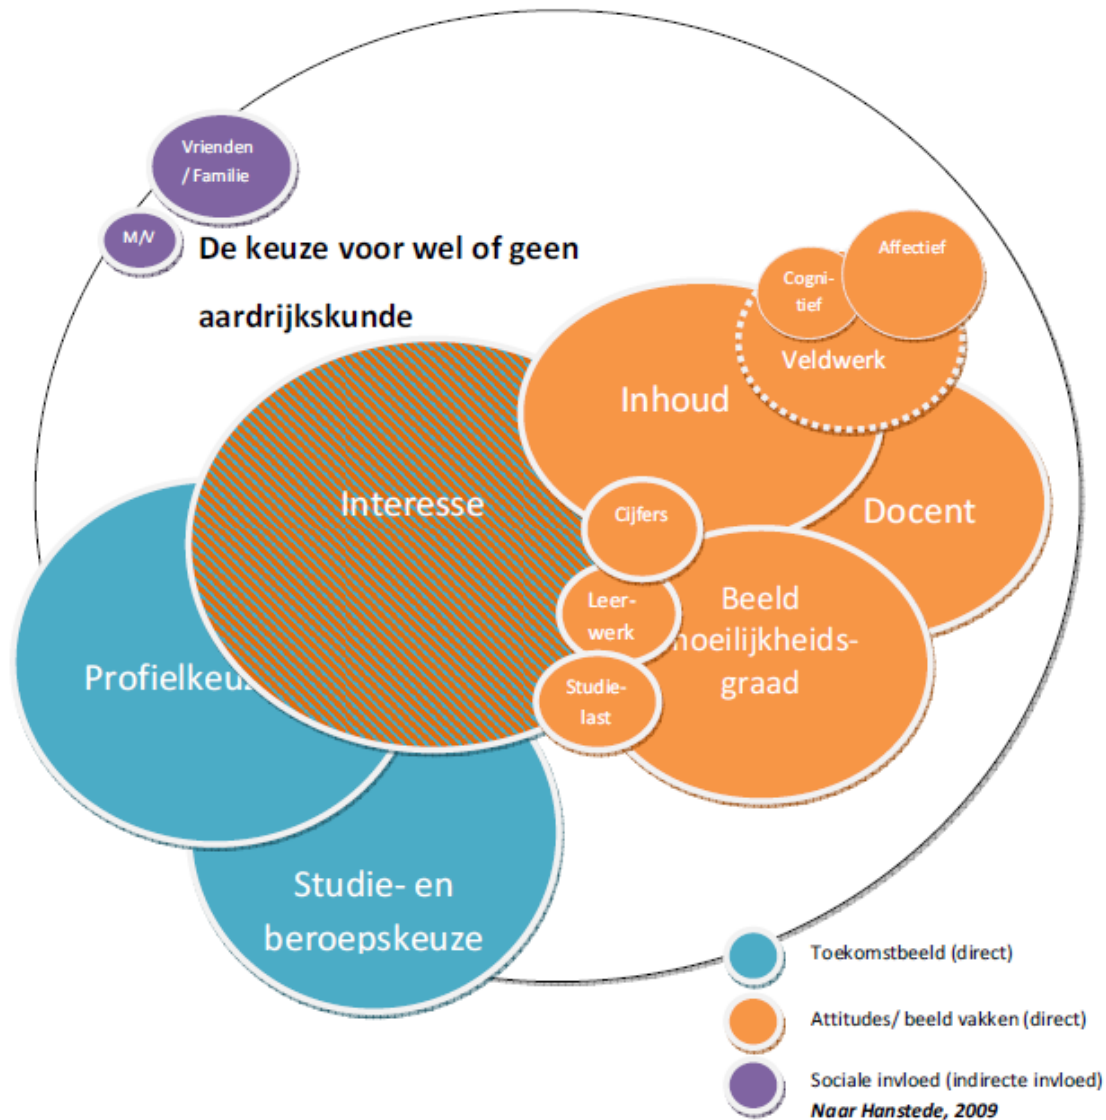 Vrienden
/ Familie
M/V
De keuze voor wel of geen
aardrijkskunde
Affectief
Cogni-
tief
Veldwerk
Inhoud
Interesse
Cijfers
Docent
Leer-
werk
Beeld
moeilijkheids-
graad
Studie-
last
Profielkeuz
Studie- en
beroepskeuze
Toekomstbeeld (direct)
Attitudes/ beeld vakken (direct)
Sociale invloed (indirecte invloed)
Naar Hanstede, 2009